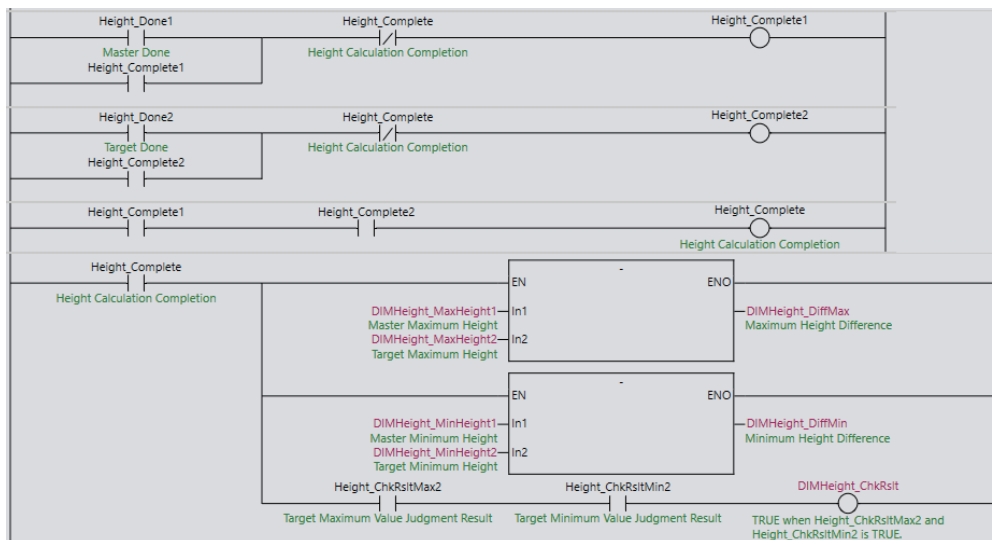 Height_Done1 Height_Complete Height_Complete1
Master Done Height Calculation Completion
Height_Complete1
Height_Done2 Height_Complete Height_Complete2
Target Done Height Calculation Completion
Height_Complete2
Height_Complete1 Height_Complete2 Height_Complete
Height Calculation Completion
Height_Complete -
EN ENO
Height Calculation Completion
DIMHeight_MaxHeight1 In1 DIMHeight_DiffMax
Master Maximum Height Maximum Height Difference
DIMHeight_MaxHeight2 In2
Target Maximum Height
-
EN ENO
DIMHeight_MinHeight1 In1 DIMHeight_DiffMin
Master Minimum Height Minimum Height Difference
DIMHeight_MinHeight2 In2
Target Minimum Height
Height_ChkRsltMax2 Height_ChkRsltMin2 DIMHeight_ChkRslt
Target Maximum Value Judgment Result Target Minimum Value Judgment Result TRUE when Height_ChkRsltMax2 and
Height_ChkRsltMin2 is TRUE.